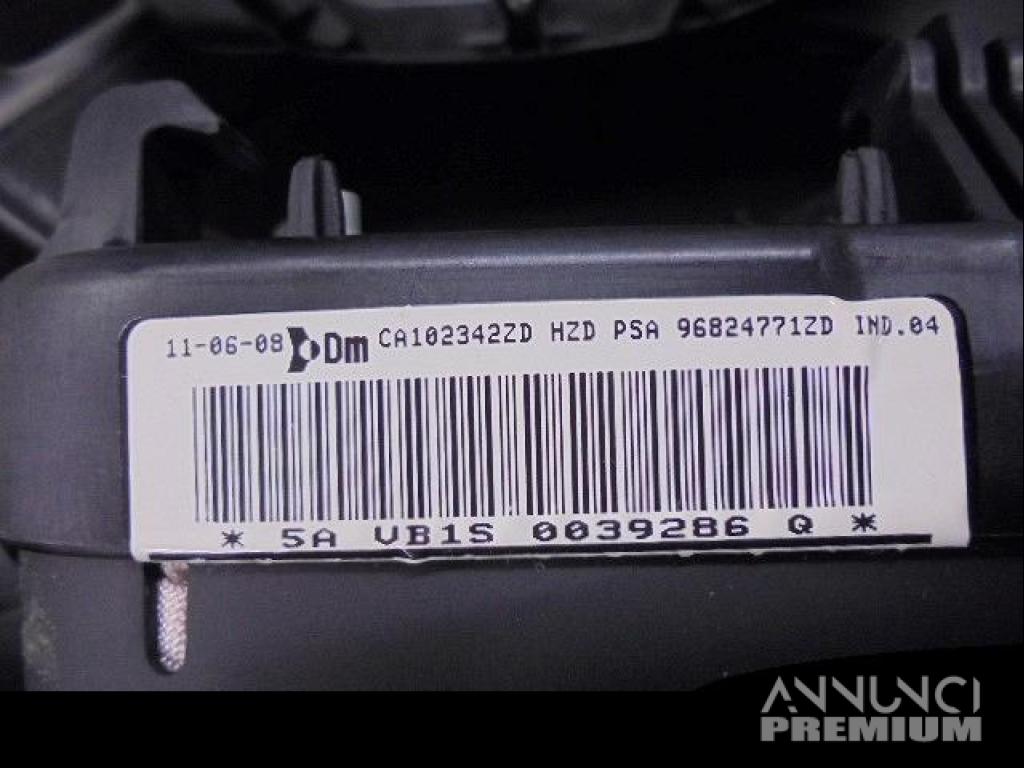 11-06-08 Dm CA102342ZD HZD PSA 96824771ZD IND.04
* 5A VB1S 0039286 Q *
ANNUNCI
PREMIUM